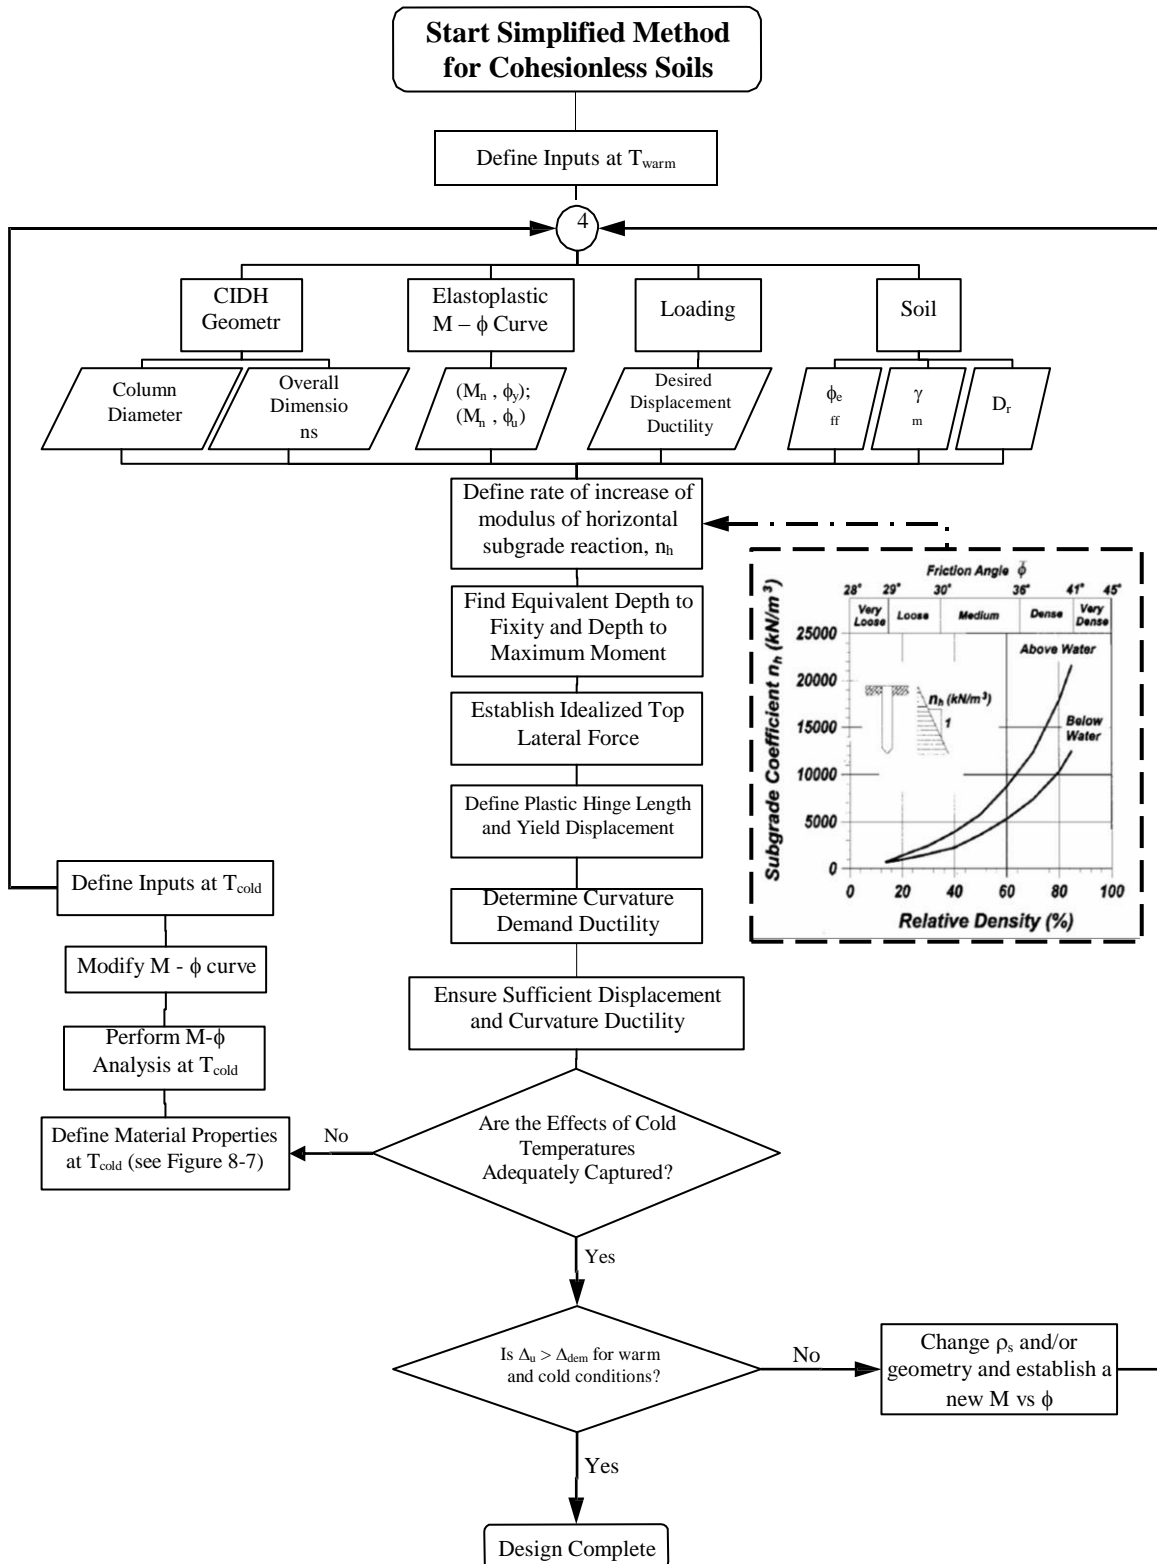 Start Simplified Method
for Cohesionless Soils
Define Inputs at Twarm
4
CIDH
Geometr
Elastoplastic
M – ϕ Curve
Loading
Soil
Column
Diameter
Overall
Dimensio
ns
(Mn , ϕy);
(Mn , ϕu)
Desired
Displacement
Ductility
ϕe
ff
γ
m
Dr
Define rate of increase of
modulus of horizontal
subgrade reaction, nh
Find Equivalent Depth to
Fixity and Depth to
Maximum Moment
Establish Idealized Top
Lateral Force
Define Plastic Hinge Length
and Yield Displacement
Determine Curvature
Demand Ductility
Ensure Sufficient Displacement
and Curvature Ductility
Friction Angle ϕ̄
28° 29° 30° 36° 41° 45°
Very
Loose
Loose
Medium
Dense
Very
Dense
Subgrade Coefficient nh (kN/m³)
25000
20000
15000
10000
5000
0
Above Water
Below
Water
nh (kN/m³)
1
0 20 40 60 80 100
Relative Density (%)
Define Inputs at Tcold
Modify M - ϕ curve
Perform M-ϕ
Analysis at Tcold
Define Material Properties
at Tcold (see Figure 8-7)
No
Are the Effects of Cold
Temperatures
Adequately Captured?
Yes
Is Δu > Δdem for warm
and cold conditions?
No
Change ρs and/or
geometry and establish a
new M vs ϕ
Yes
Design Complete